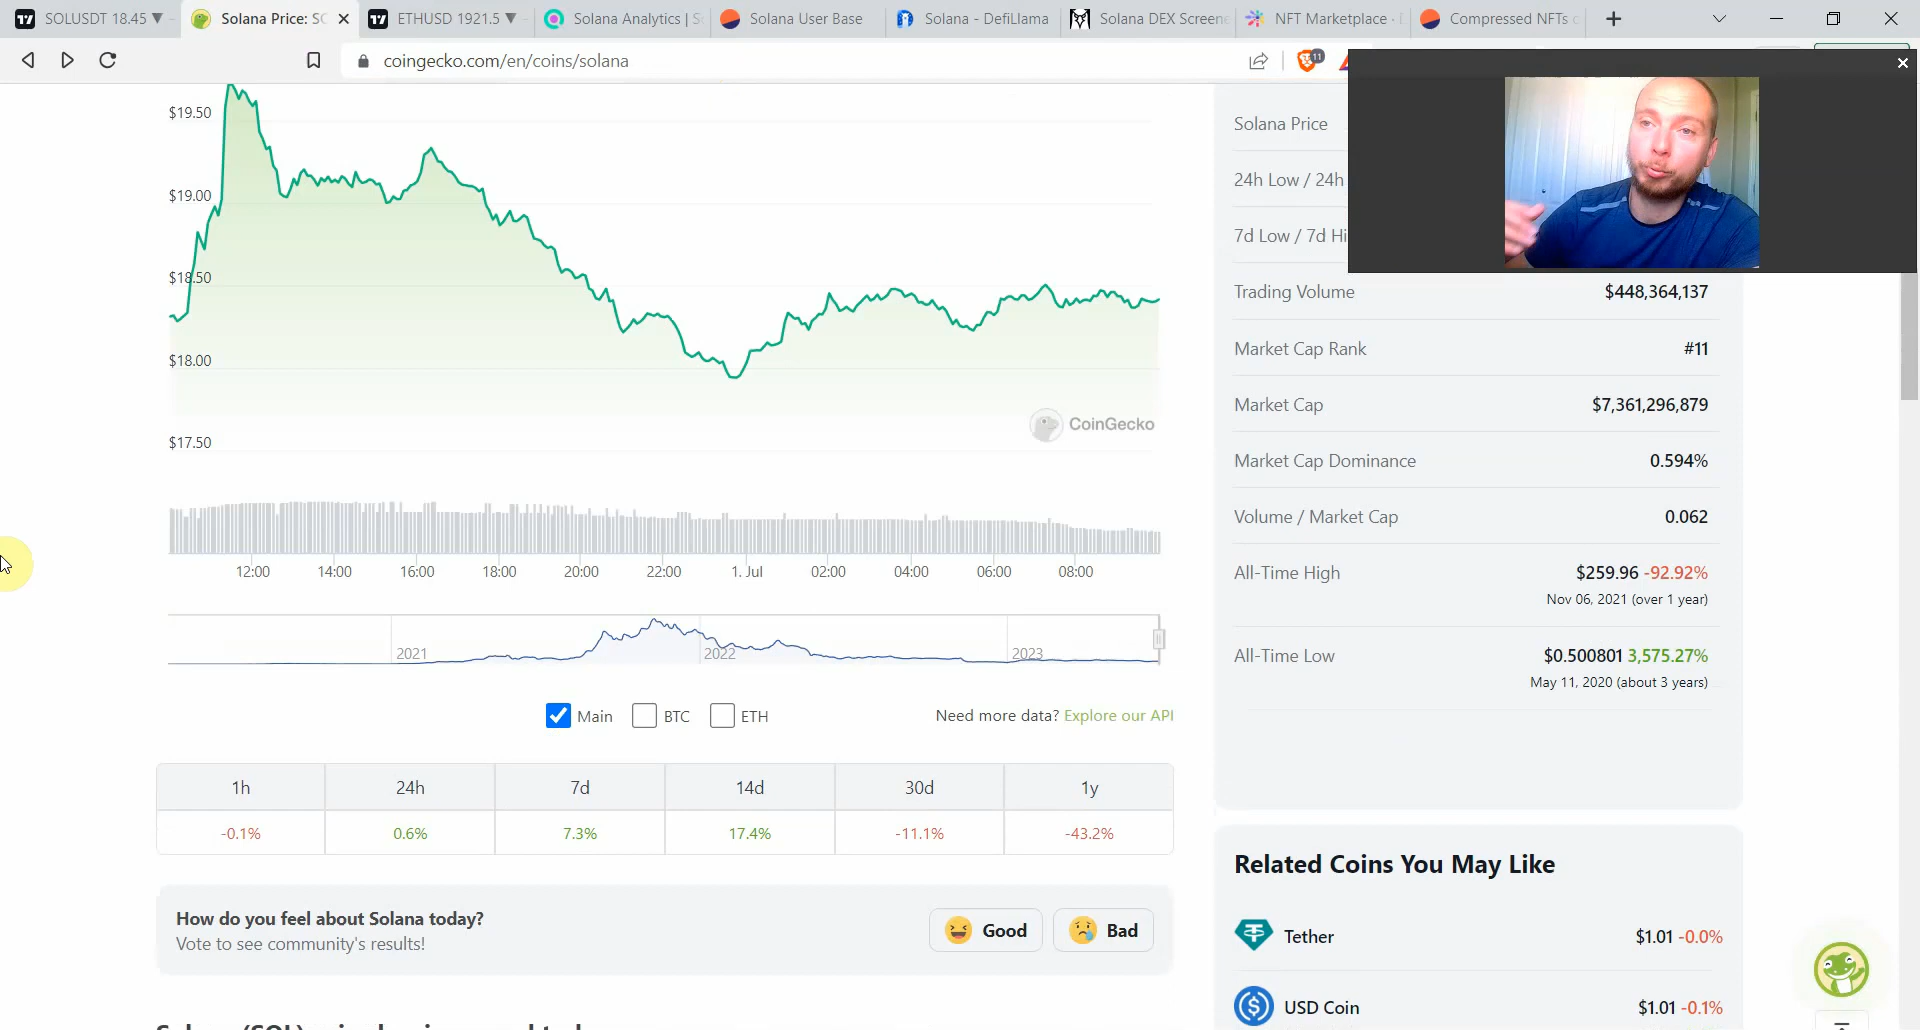 SOLUSDT 18.45 ▼
Solana Price: SO
ETHUSD 1921.5 ▼
Solana Analytics | S
Solana User Base
Solana - DefiLlama
Solana DEX Screene
NFT Marketplace -
Compressed NFTs
coingecko.com/en/coins/solana
11
$19.50
$19.00
$18.50
$18.00
$17.50
CoinGecko
12:00 14:00 16:00 18:00 20:00 22:00 1. Jul 02:00 04:00 06:00 08:00
2021 2022 2023
Main BTC ETH
Need more data? Explore our API
1h 24h 7d 14d 30d 1y
-0.1% 0.6% 7.3% 17.4% -11.1% -43.2%
How do you feel about Solana today?
Vote to see community's results!
Good Bad
Solana Price
24h Low / 24h
7d Low / 7d Hi
Trading Volume $448,364,137
Market Cap Rank #11
Market Cap $7,361,296,879
Market Cap Dominance 0.594%
Volume / Market Cap 0.062
All-Time High $259.96 -92.92%
Nov 06, 2021 (over 1 year)
All-Time Low $0.500801 3,575.27%
May 11, 2020 (about 3 years)
Related Coins You May Like
Tether $1.01 -0.0%
USD Coin $1.01 -0.1%